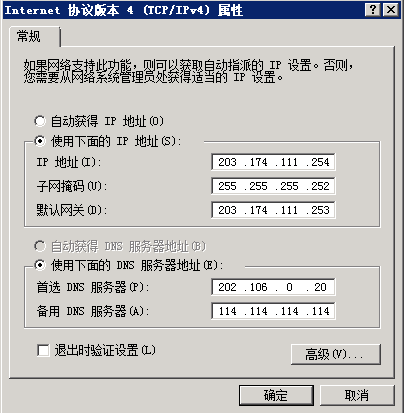 Internet 协议版本 4 (TCP/IPv4) 属性
常规
如果网络支持此功能，则可以获取自动指派的 IP 设置。否则，
您需要从网络系统管理员处获得适当的 IP 设置。
自动获得 IP 地址(O)
使用下面的 IP 地址(S):
IP 地址(I): 203 .174 .111 .254
子网掩码(U): 255 .255 .255 .252
默认网关(D): 203 .174 .111 .253
自动获得 DNS 服务器地址(B)
使用下面的 DNS 服务器地址(E):
首选 DNS 服务器(P): 202 .106 . 0 . 20
备用 DNS 服务器(A): 114 .114 .114 .114
退出时验证设置(L)
高级(V)...
确定 取消